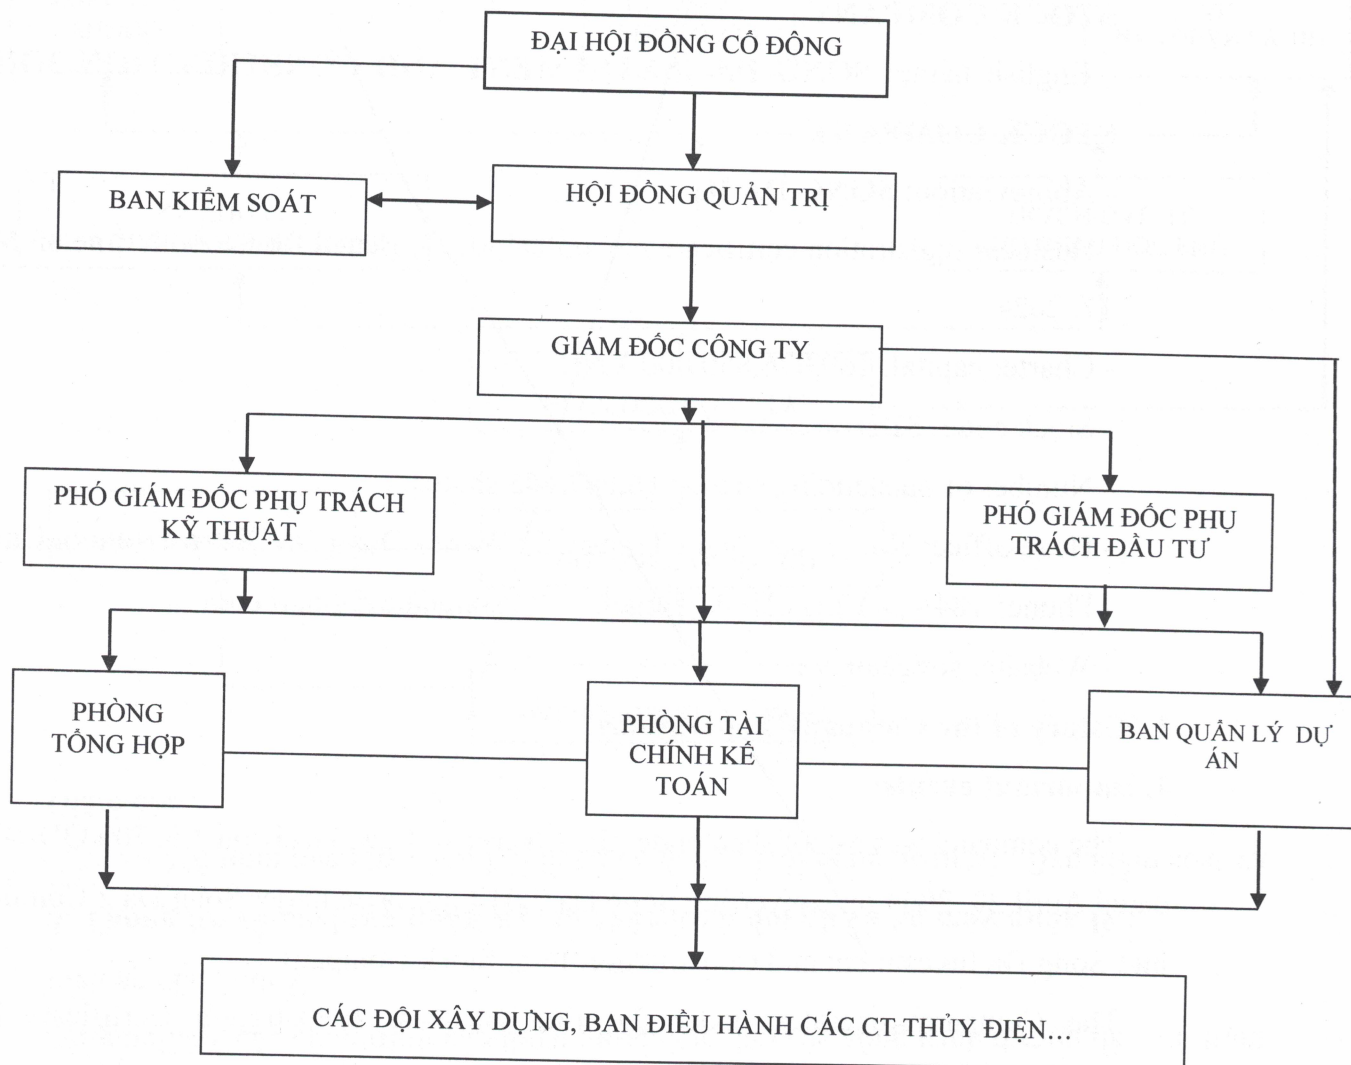 ĐẠI HỘI ĐỒNG CỔ ĐÔNG
BAN KIỂM SOÁT
HỘI ĐỒNG QUẢN TRỊ
GIÁM ĐỐC CÔNG TY
PHÓ GIÁM ĐỐC PHỤ TRÁCH
KỸ THUẬT
PHÓ GIÁM ĐỐC PHỤ
TRÁCH ĐẦU TƯ
PHÒNG
TỔNG HỢP
PHÒNG TÀI
CHÍNH KẾ
TOÁN
BAN QUẢN LÝ DỰ
ÁN
CÁC ĐỘI XÂY DỰNG, BAN ĐIỀU HÀNH CÁC CT THỦY ĐIỆN...